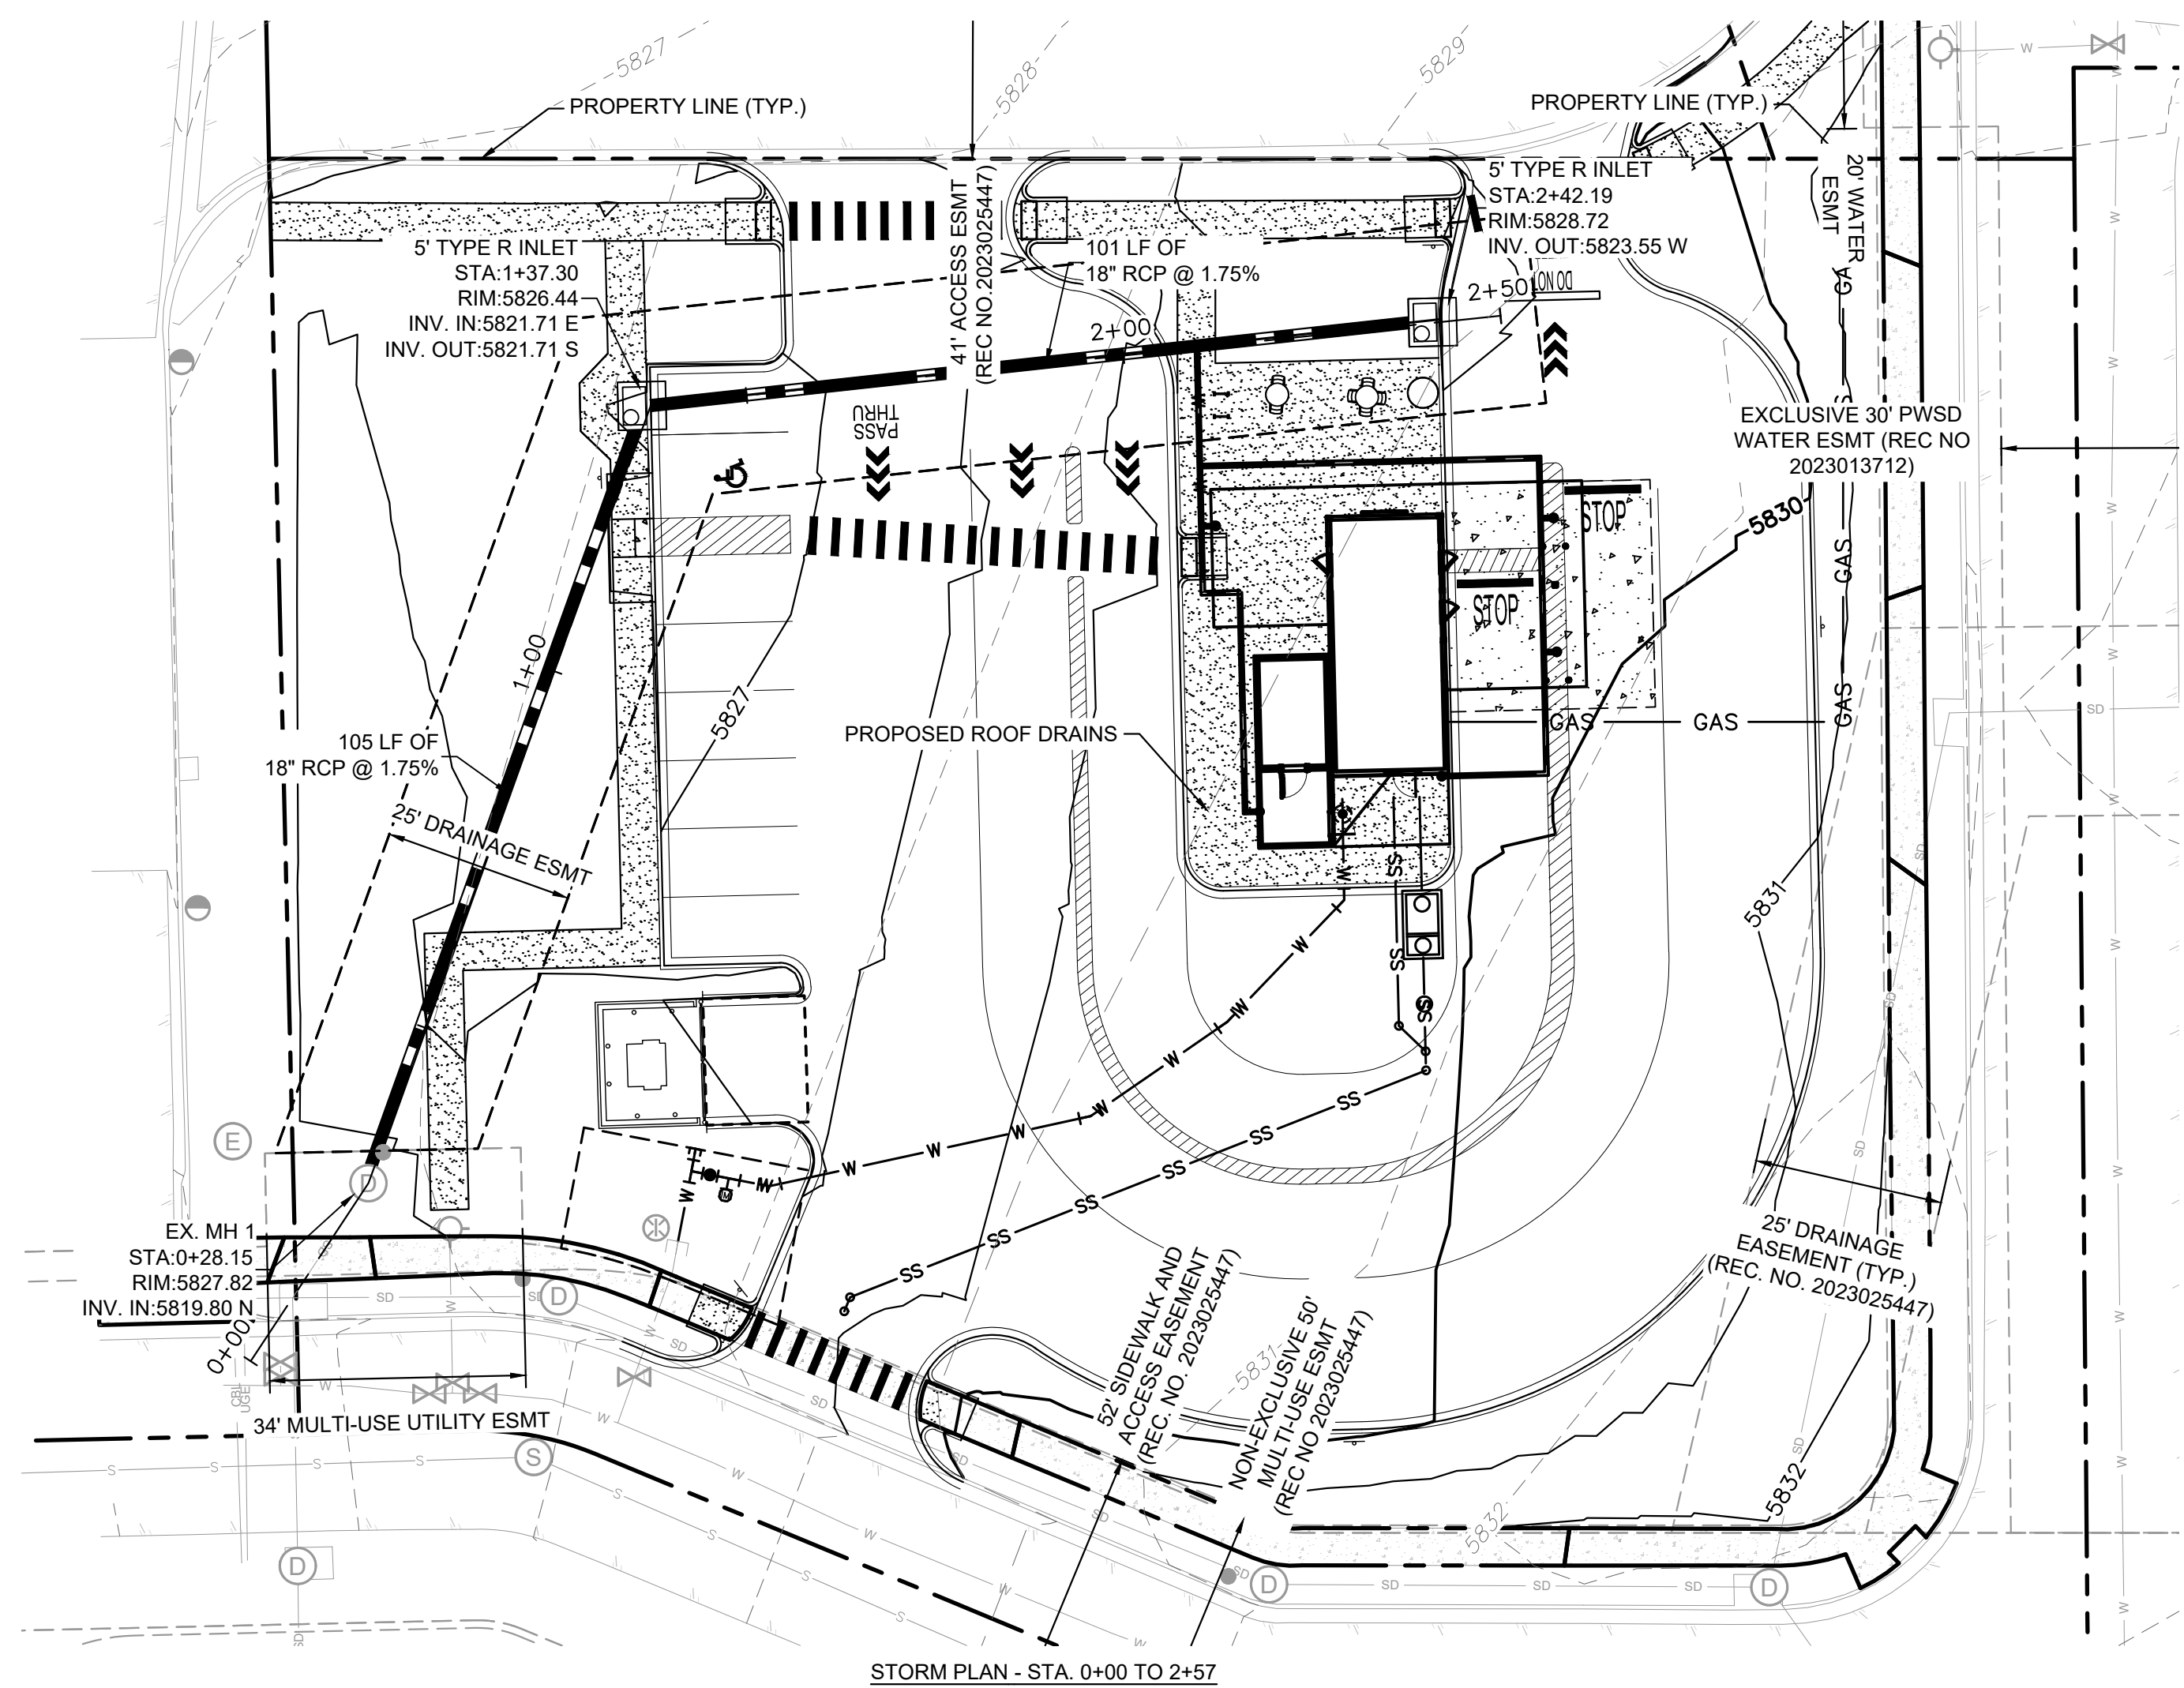 5827
5828
5829
W
PROPERTY LINE (TYP.)
PROPERTY LINE (TYP.)
20' WATER
ESMT
5' TYPE R INLET
STA:2+42.19
RIM:5828.72
INV. OUT:5823.55 W
41' ACCESS ESMT
(REC NO.2023025447)
5' TYPE R INLET
STA:1+37.30
RIM:5826.44
INV. IN:5821.71 E
INV. OUT:5821.71 S
101 LF OF
18" RCP @ 1.75%
2+00
2+50
DO NOT
PASS
THRU
EXCLUSIVE 30' PWSD
WATER ESMT (REC NO
2023013712)
STOP
STOP
5830
GAS
GAS
GAS
GAS
1+00
5827
PROPOSED ROOF DRAINS
105 LF OF
18" RCP @ 1.75%
25' DRAINAGE ESMT
5831
SS
SS
SS
W
W
W
W
W
W
W
W
SS
SS
SS
SS
SS
SS
E
D
EX. MH 1
STA:0+28.15
RIM:5827.82
INV. IN:5819.80 N
0+00
34' MULTI-USE UTILITY ESMT
CBL
UGE
SD
SD
D
S
D
52' SIDEWALK AND
ACCESS EASEMENT
(REC. NO. 2023025447)
5831
NON-EXCLUSIVE 50'
MULTI-USE ESMT
(REC NO 2023025447)
25' DRAINAGE
EASEMENT (TYP.)
(REC. NO. 2023025447)
5832
5832
SD
SD
SD
SD
D
D
STORM PLAN - STA. 0+00 TO 2+57